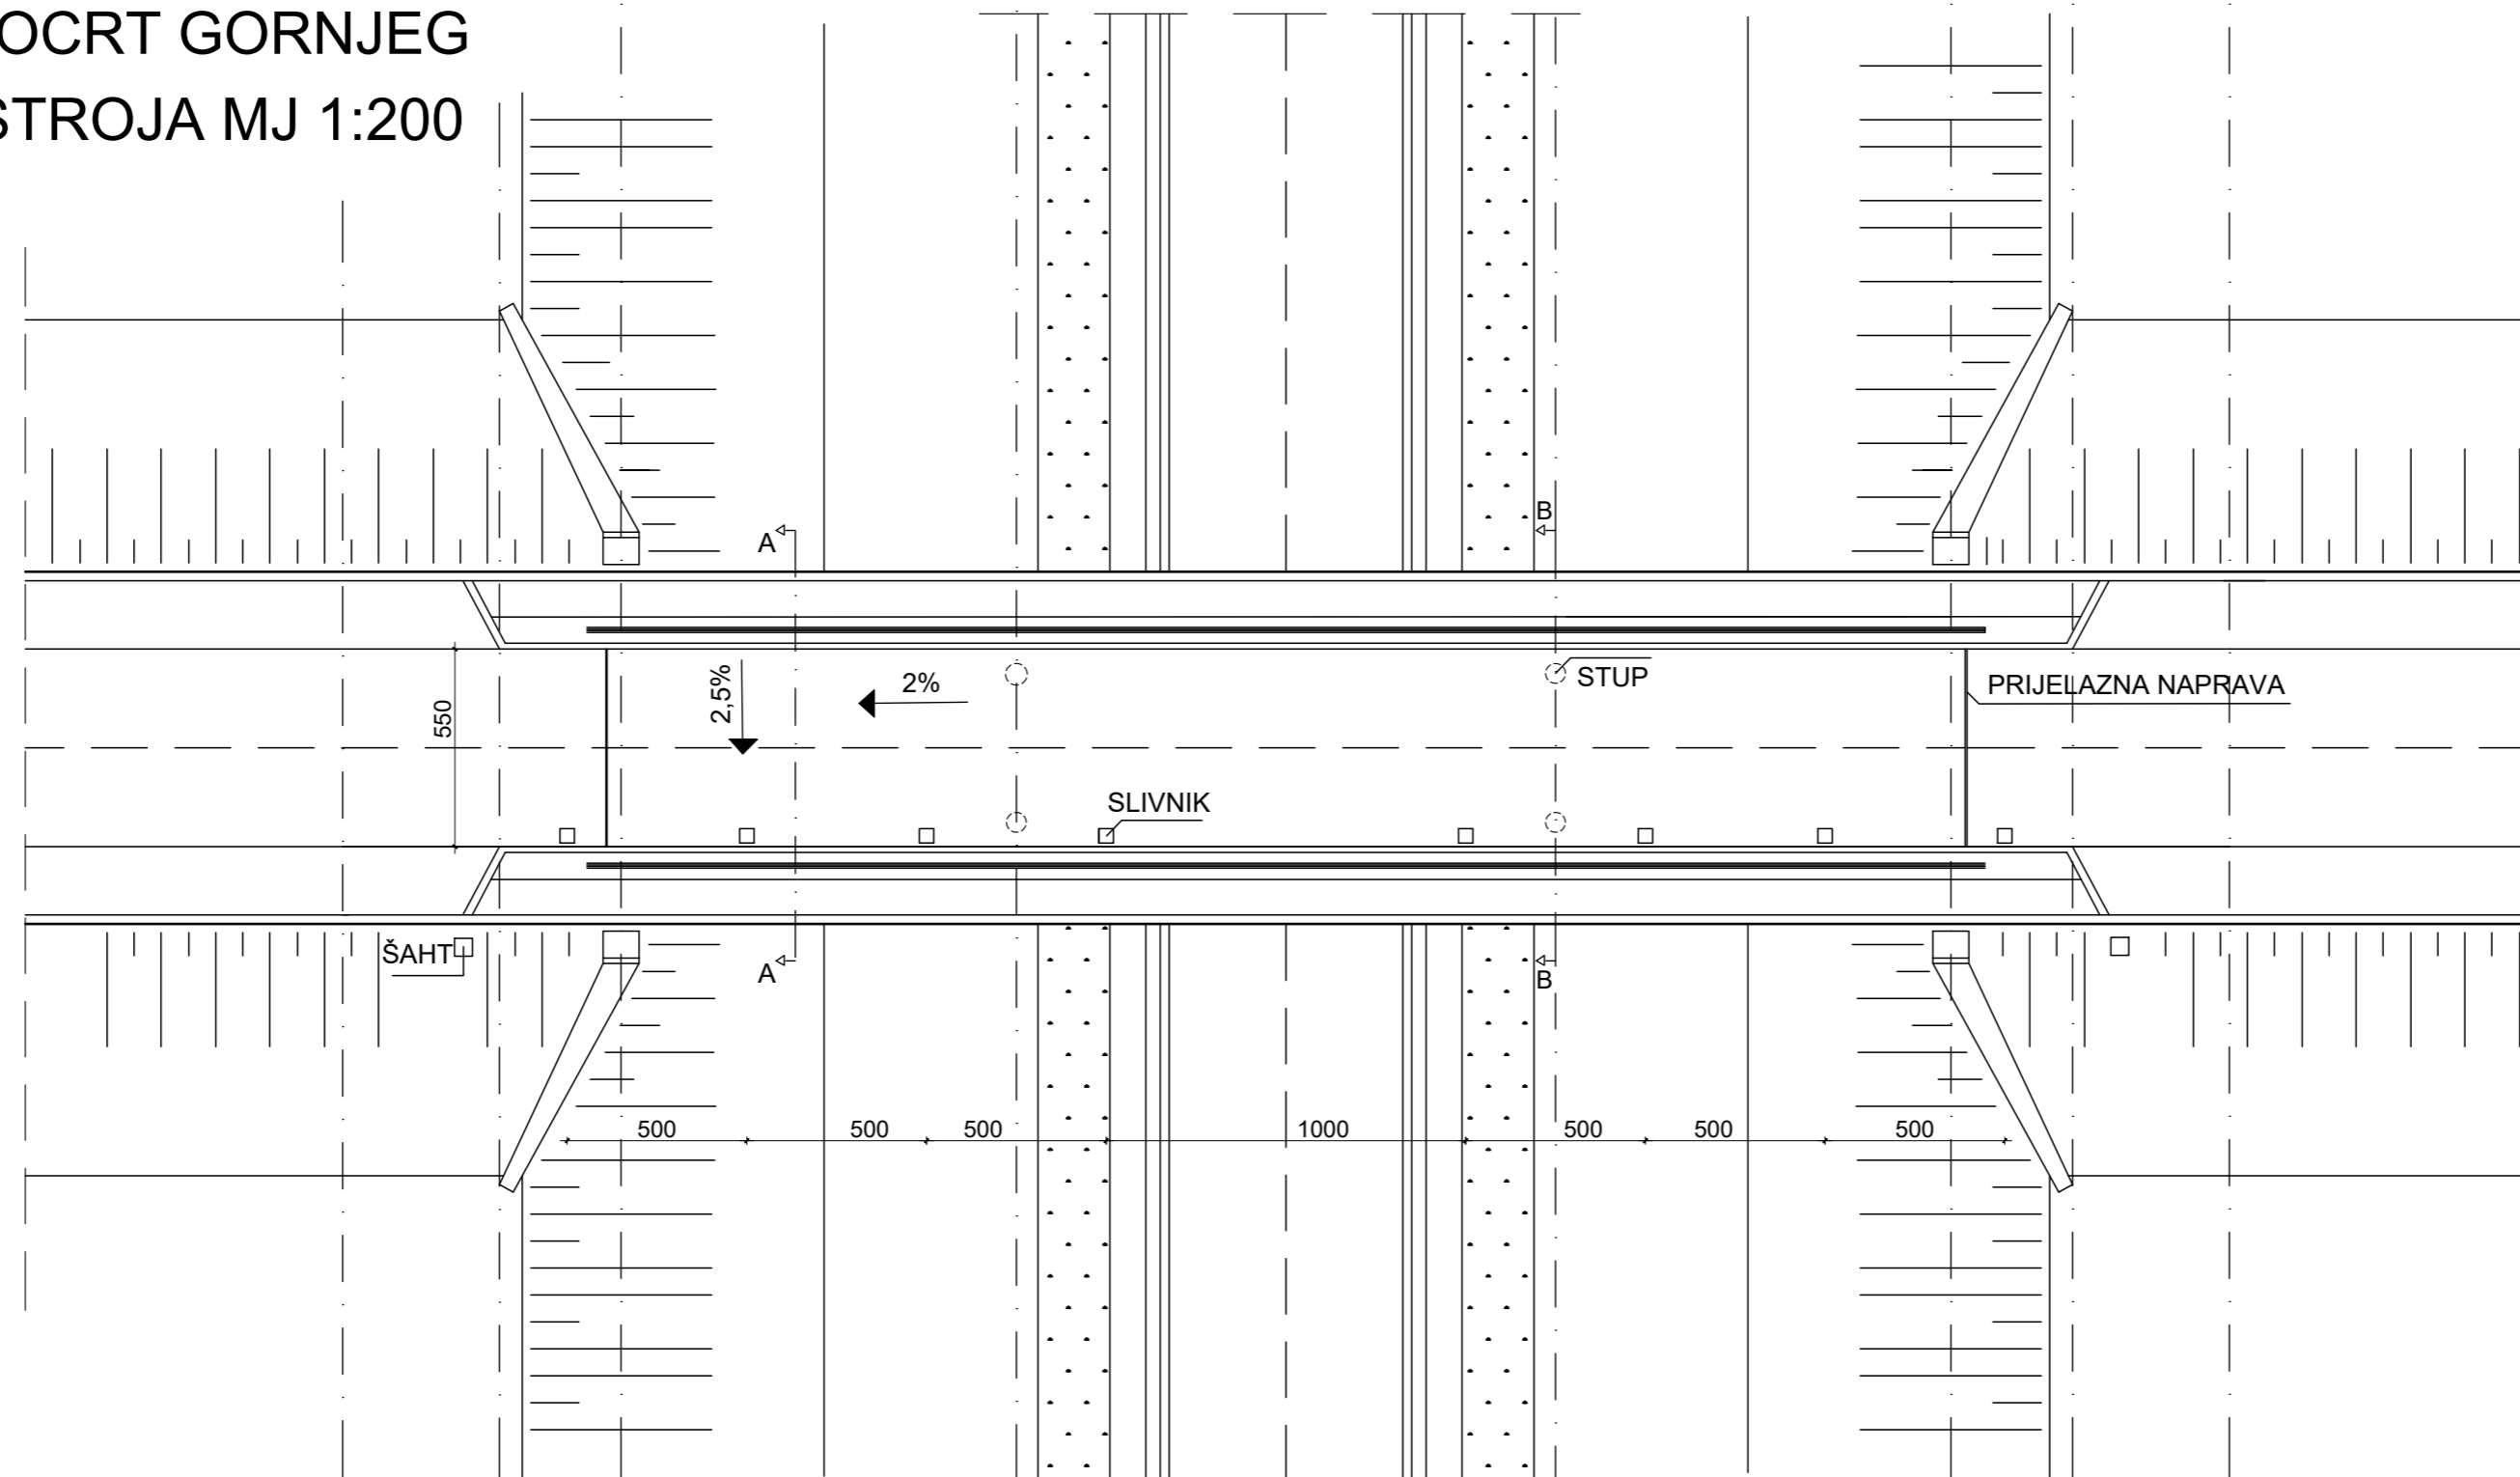 OCRT GORNJEG
STROJA MJ 1:200
B
A
2,5%
2%
STUP
PRIJELAZNA NAPRAVA
550
SLIVNIK
ŠAHT
A
B
500
500
500
1000
500
500
500